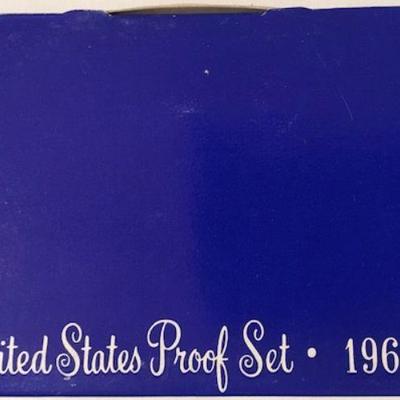 ited States Proof Set • 196